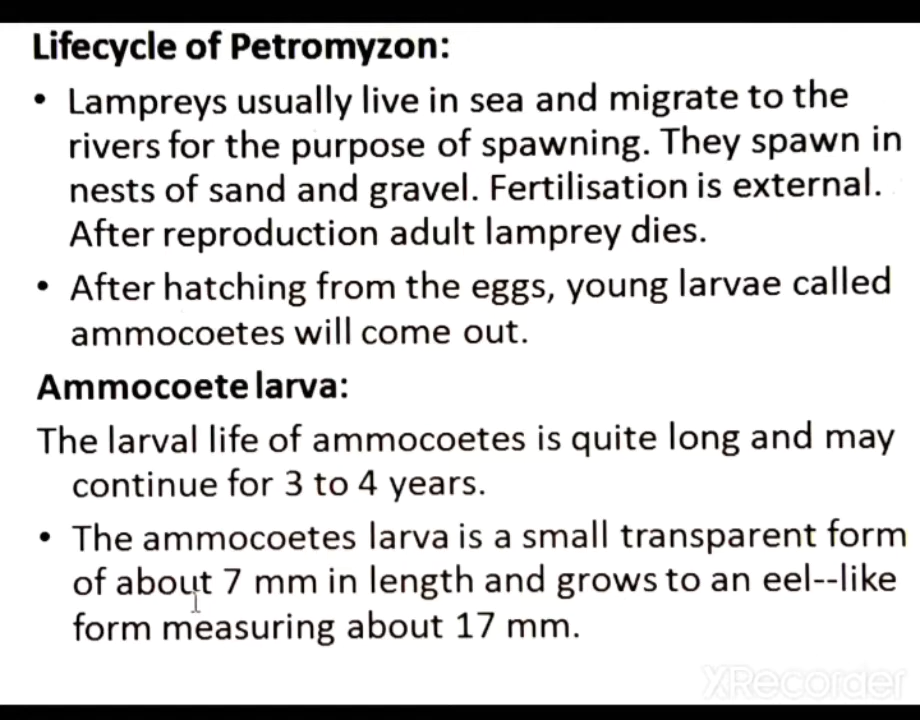 Lifecycle of Petromyzon:
• Lampreys usually live in sea and migrate to the
rivers for the purpose of spawning. They spawn in
nests of sand and gravel. Fertilisation is external.
After reproduction adult lamprey dies.
• After hatching from the eggs, young larvae called
ammocoetes will come out.
Ammocoete larva:
The larval life of ammocoetes is quite long and may
continue for 3 to 4 years.
• The ammocoetes larva is a small transparent form
of about 7 mm in length and grows to an eel--like
form measuring about 17 mm.
XRecorder